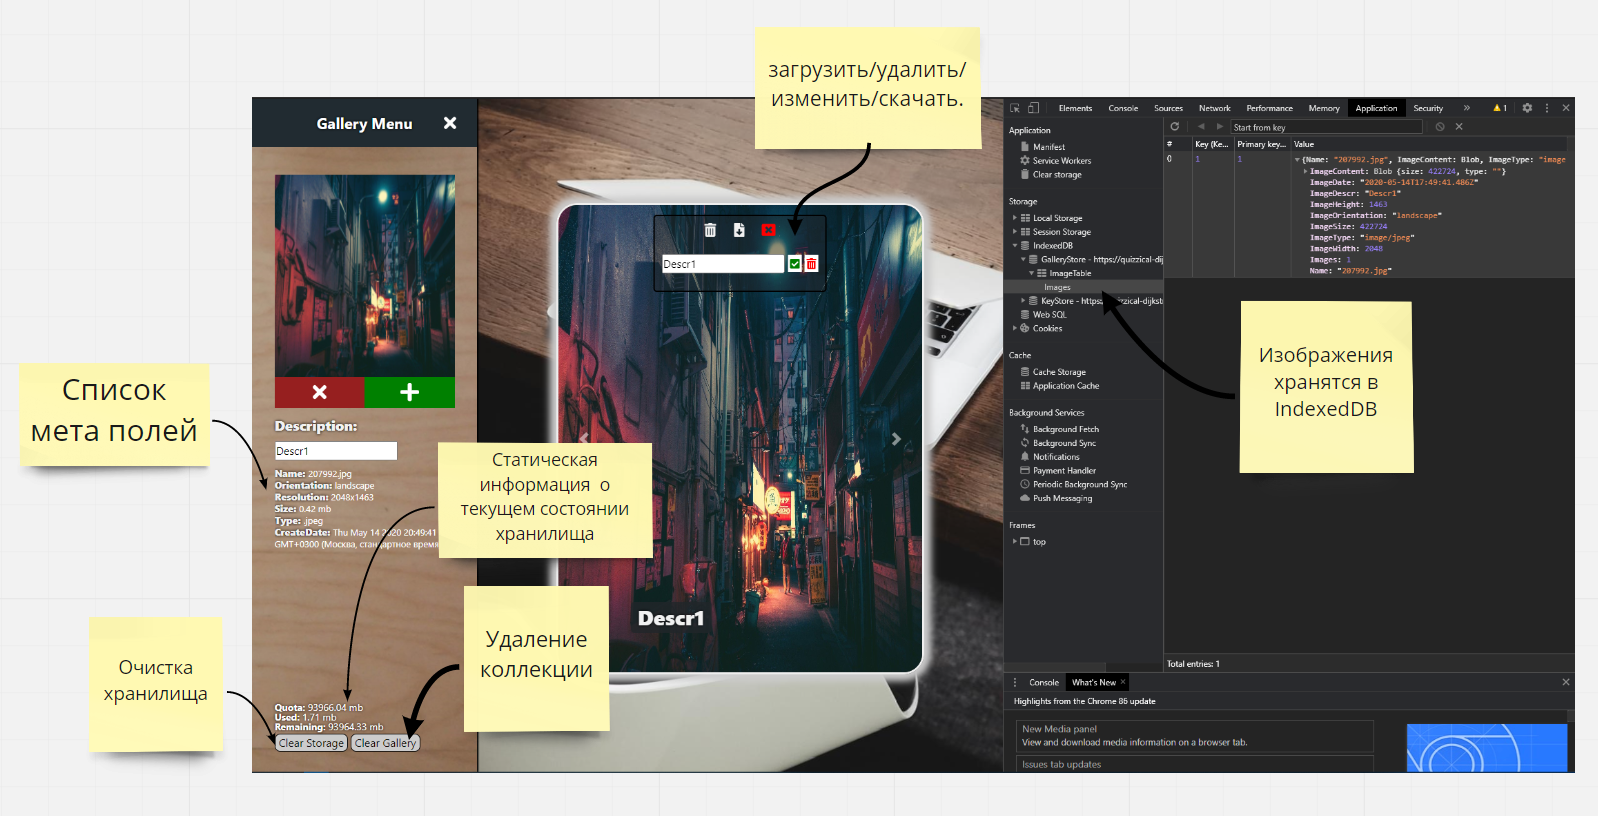 загрузить/удалить/
изменить/скачать.
Gallery Menu
Список
мета полей
Description:
Descr1
Name: 207992.jpg
Orientation: landscape
Resolution: 2048x1463
Size: 0.42 mb
Type: .jpeg
CreateDate: Thu May 14 2020 20:49:41
GMT+0300 (Москва, стандартное время
Статическая
информация о
текущем состоянии
хранилища
Очистка
хранилища
Удаление
коллекции
Quota: 93966.04 mb
Used: 1.71 mb
Remaining: 93964.33 mb
Clear Storage
Clear Gallery
Descr1
Descr1
Elements Console Sources Network Performance Memory Application Security » 1
Application
Manifest
Service Workers
Clear storage
Storage
Local Storage
Session Storage
IndexedDB
GalleryStore - https://quizzical-dij
ImageTable
Images
KeyStore - https: zzical-dijkstr
Web SQL
Cookies
Cache
Cache Storage
Application Cache
Background Services
Background Fetch
Background Sync
Notifications
Payment Handler
Periodic Background Sync
Push Messaging
Frames
top
Start from key
# Key (Ke... Primary key... Value
0 1 1 {Name: "207992.jpg", ImageContent: Blob, ImageType: "image
ImageContent: Blob {size: 422724, type: ""}
ImageDate: "2020-05-14T17:49:41.486Z"
ImageDescr: "Descr1"
ImageHeight: 1463
ImageOrientation: "landscape"
ImageSize: 422724
ImageType: "image/jpeg"
ImageWidth: 2048
Images: 1
Name: "207992.jpg"
Изображения
хранятся в
IndexedDB
Total entries: 1
Console What's New ×
Highlights from the Chrome 86 update
New Media panel
View and download media information on a browser tab.
Issues tab updates